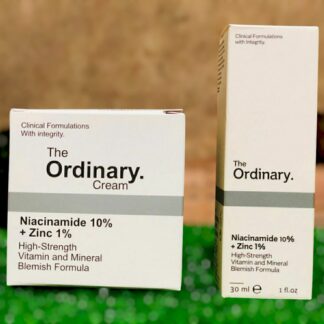 Clinical Formulations
With integrity.
The
Ordinary.
Cream
Niacinamide 10%
+ Zinc 1%
High-Strength
Vitamin and Mineral
Blemish Formula
Clinical Formulations
with Integrity.
The
Ordinary.
Niacinamide 10%
+ Zinc 1%
High-Strength
Vitamin and Mineral
Blemish Formula
30 ml ℮ 1 fl.oz